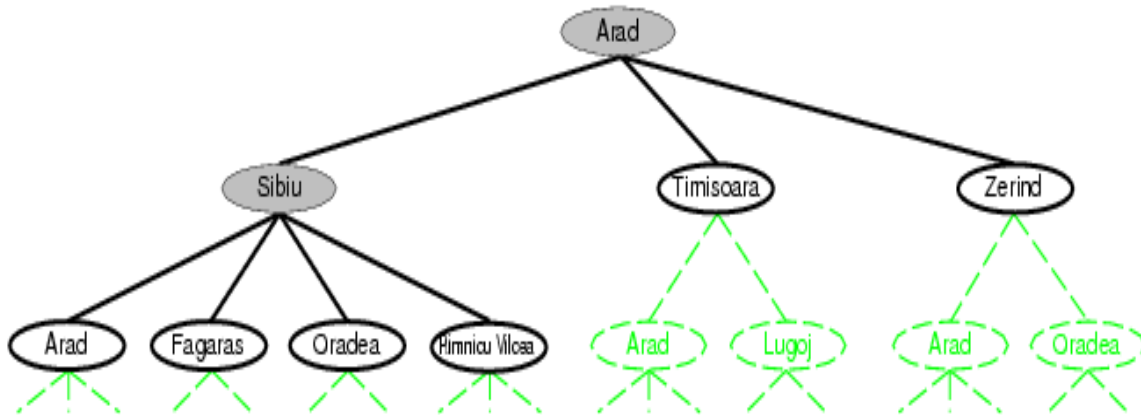 Arad
Sibiu
Timisoara
Zerind
Arad
Fagaras
Oradea
Rimnicu Vilcea
Arad
Lugoj
Arad
Oradea